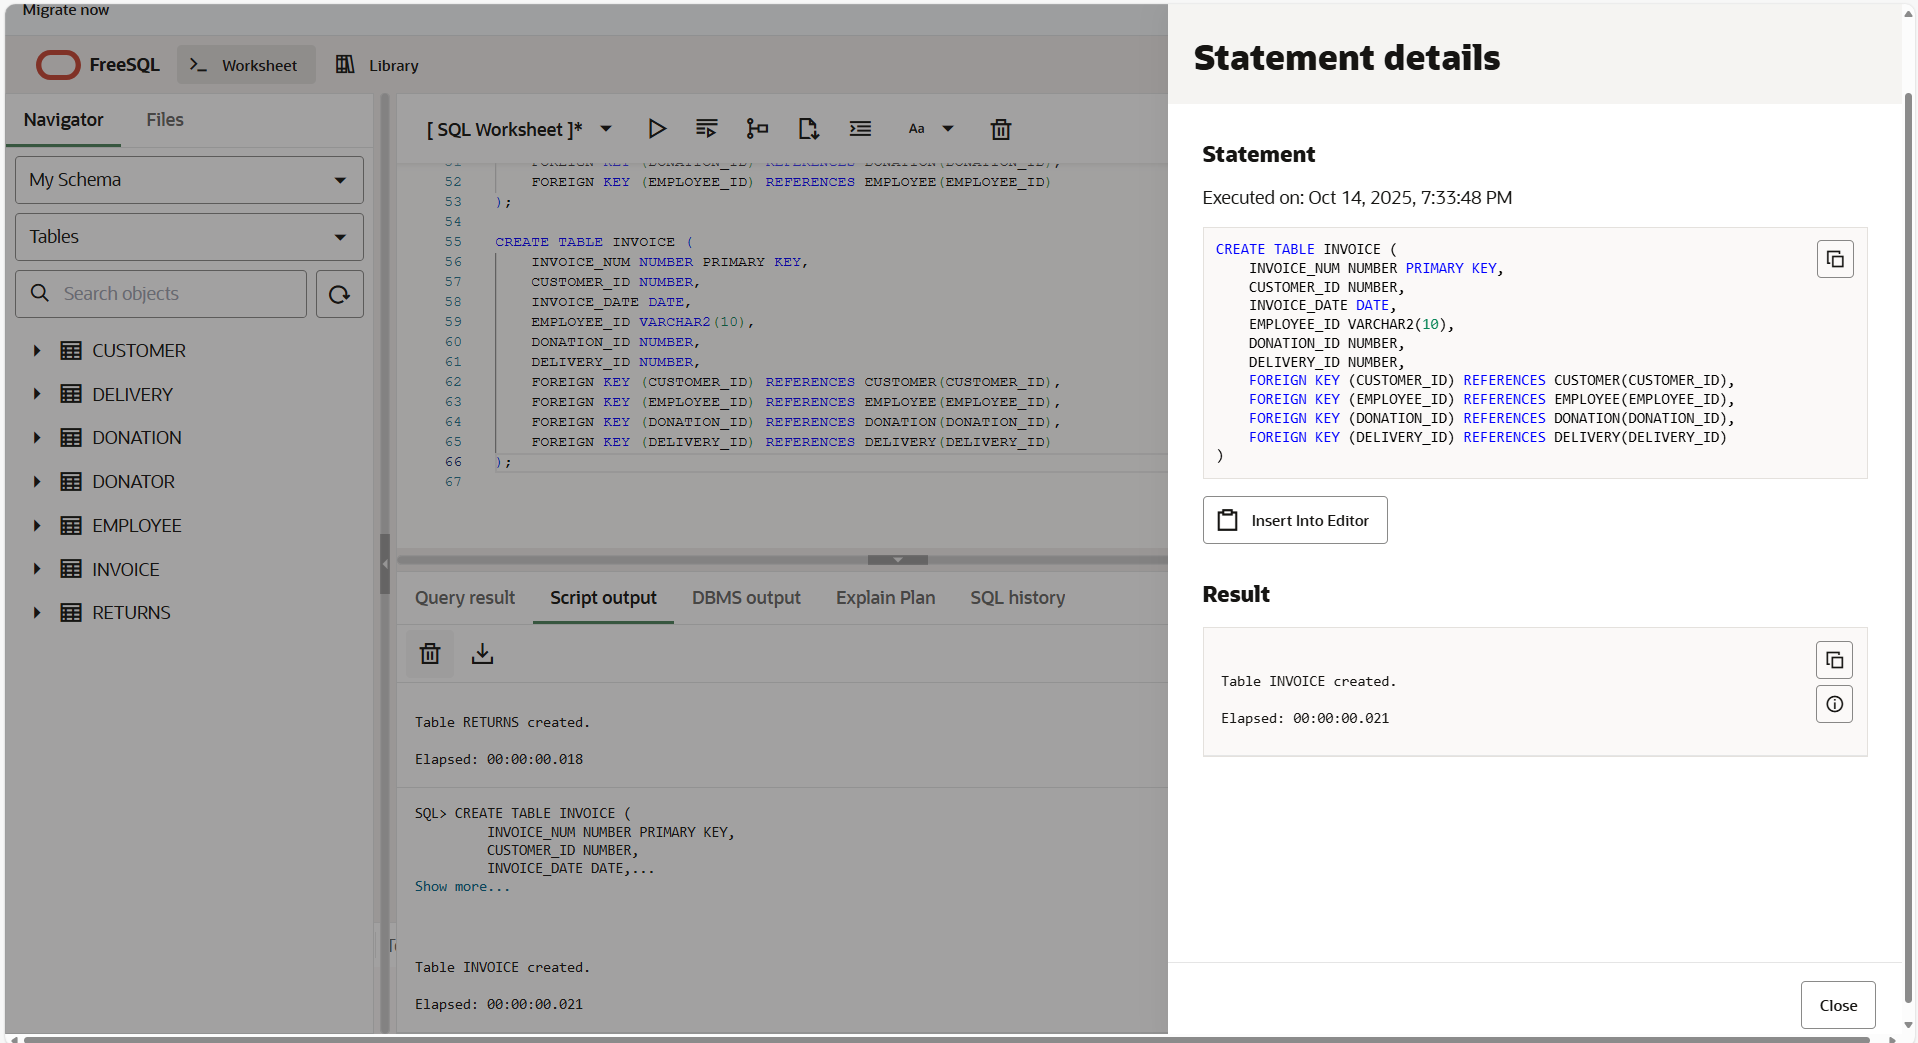 Migrate now
FreeSQL
Worksheet
Library
Navigator
Files
My Schema
Tables
Search objects
CUSTOMER
DELIVERY
DONATION
DONATOR
EMPLOYEE
INVOICE
RETURNS
[ SQL Worksheet ]*
Aa
51 FOREIGN KEY (DONATION_ID) REFERENCES DONATION(DONATION_ID),
52 FOREIGN KEY (EMPLOYEE_ID) REFERENCES EMPLOYEE(EMPLOYEE_ID)
53 );
54
55 CREATE TABLE INVOICE (
56 INVOICE_NUM NUMBER PRIMARY KEY,
57 CUSTOMER_ID NUMBER,
58 INVOICE_DATE DATE,
59 EMPLOYEE_ID VARCHAR2(10),
60 DONATION_ID NUMBER,
61 DELIVERY_ID NUMBER,
62 FOREIGN KEY (CUSTOMER_ID) REFERENCES CUSTOMER(CUSTOMER_ID),
63 FOREIGN KEY (EMPLOYEE_ID) REFERENCES EMPLOYEE(EMPLOYEE_ID),
64 FOREIGN KEY (DONATION_ID) REFERENCES DONATION(DONATION_ID),
65 FOREIGN KEY (DELIVERY_ID) REFERENCES DELIVERY(DELIVERY_ID)
66 );
67
Query result
Script output
DBMS output
Explain Plan
SQL history
Table RETURNS created.
Elapsed: 00:00:00.018
SQL> CREATE TABLE INVOICE (
INVOICE_NUM NUMBER PRIMARY KEY,
CUSTOMER_ID NUMBER,
INVOICE_DATE DATE,...
Show more...
Table INVOICE created.
Elapsed: 00:00:00.021
Statement details
Statement
Executed on: Oct 14, 2025, 7:33:48 PM
CREATE TABLE INVOICE (
INVOICE_NUM NUMBER PRIMARY KEY,
CUSTOMER_ID NUMBER,
INVOICE_DATE DATE,
EMPLOYEE_ID VARCHAR2(10),
DONATION_ID NUMBER,
DELIVERY_ID NUMBER,
FOREIGN KEY (CUSTOMER_ID) REFERENCES CUSTOMER(CUSTOMER_ID),
FOREIGN KEY (EMPLOYEE_ID) REFERENCES EMPLOYEE(EMPLOYEE_ID),
FOREIGN KEY (DONATION_ID) REFERENCES DONATION(DONATION_ID),
FOREIGN KEY (DELIVERY_ID) REFERENCES DELIVERY(DELIVERY_ID)
)
Insert Into Editor
Result
Table INVOICE created.
Elapsed: 00:00:00.021
Close